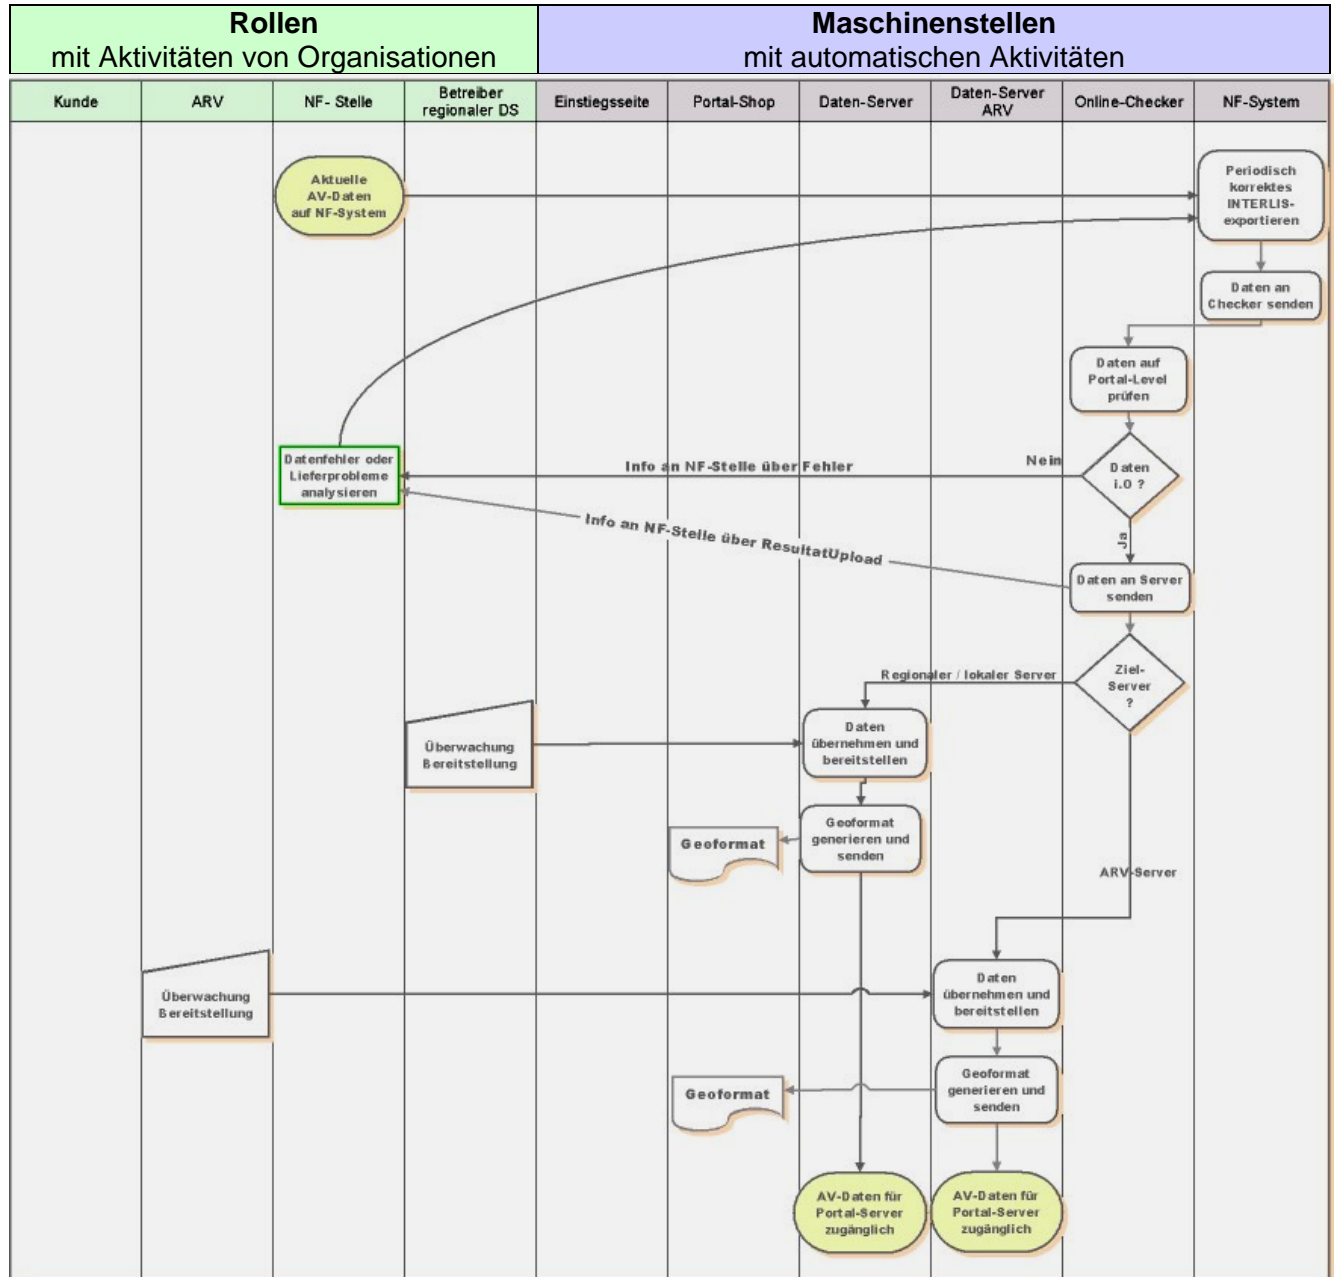 Rollen
mit Aktivitäten von Organisationen
Maschinenstellen
mit automatischen Aktivitäten
Kunde
ARV
NF- Stelle
Betreiber
regionaler DS
Einstiegsseite
Portal-Shop
Daten-Server
Daten-Server
ARV
Online-Checker
NF-System
Aktuelle
AV-Daten
auf NF-System
Periodisch
korrektes
INTERLIS-
exportieren
Daten an
Checker senden
Daten auf
Portal-Level
prüfen
Datenfehler oder
Lieferprobleme
analysieren
Info an NF-Stelle über Fehler
Nein
Daten
i.O ?
Info an NF-Stelle über ResultatUpload
Ja
Daten an Server
senden
Regionaler / lokaler Server
Ziel-
Server
?
Überwachung
Bereitstellung
Daten
übernehmen und
bereitstellen
Geoformat
Geoformat
generieren und
senden
ARV-Server
Überwachung
Bereitstellung
Daten
übernehmen und
bereitstellen
Geoformat
Geoformat
generieren und
senden
AV-Daten für
Portal-Server
zugänglich
AV-Daten für
Portal-Server
zugänglich